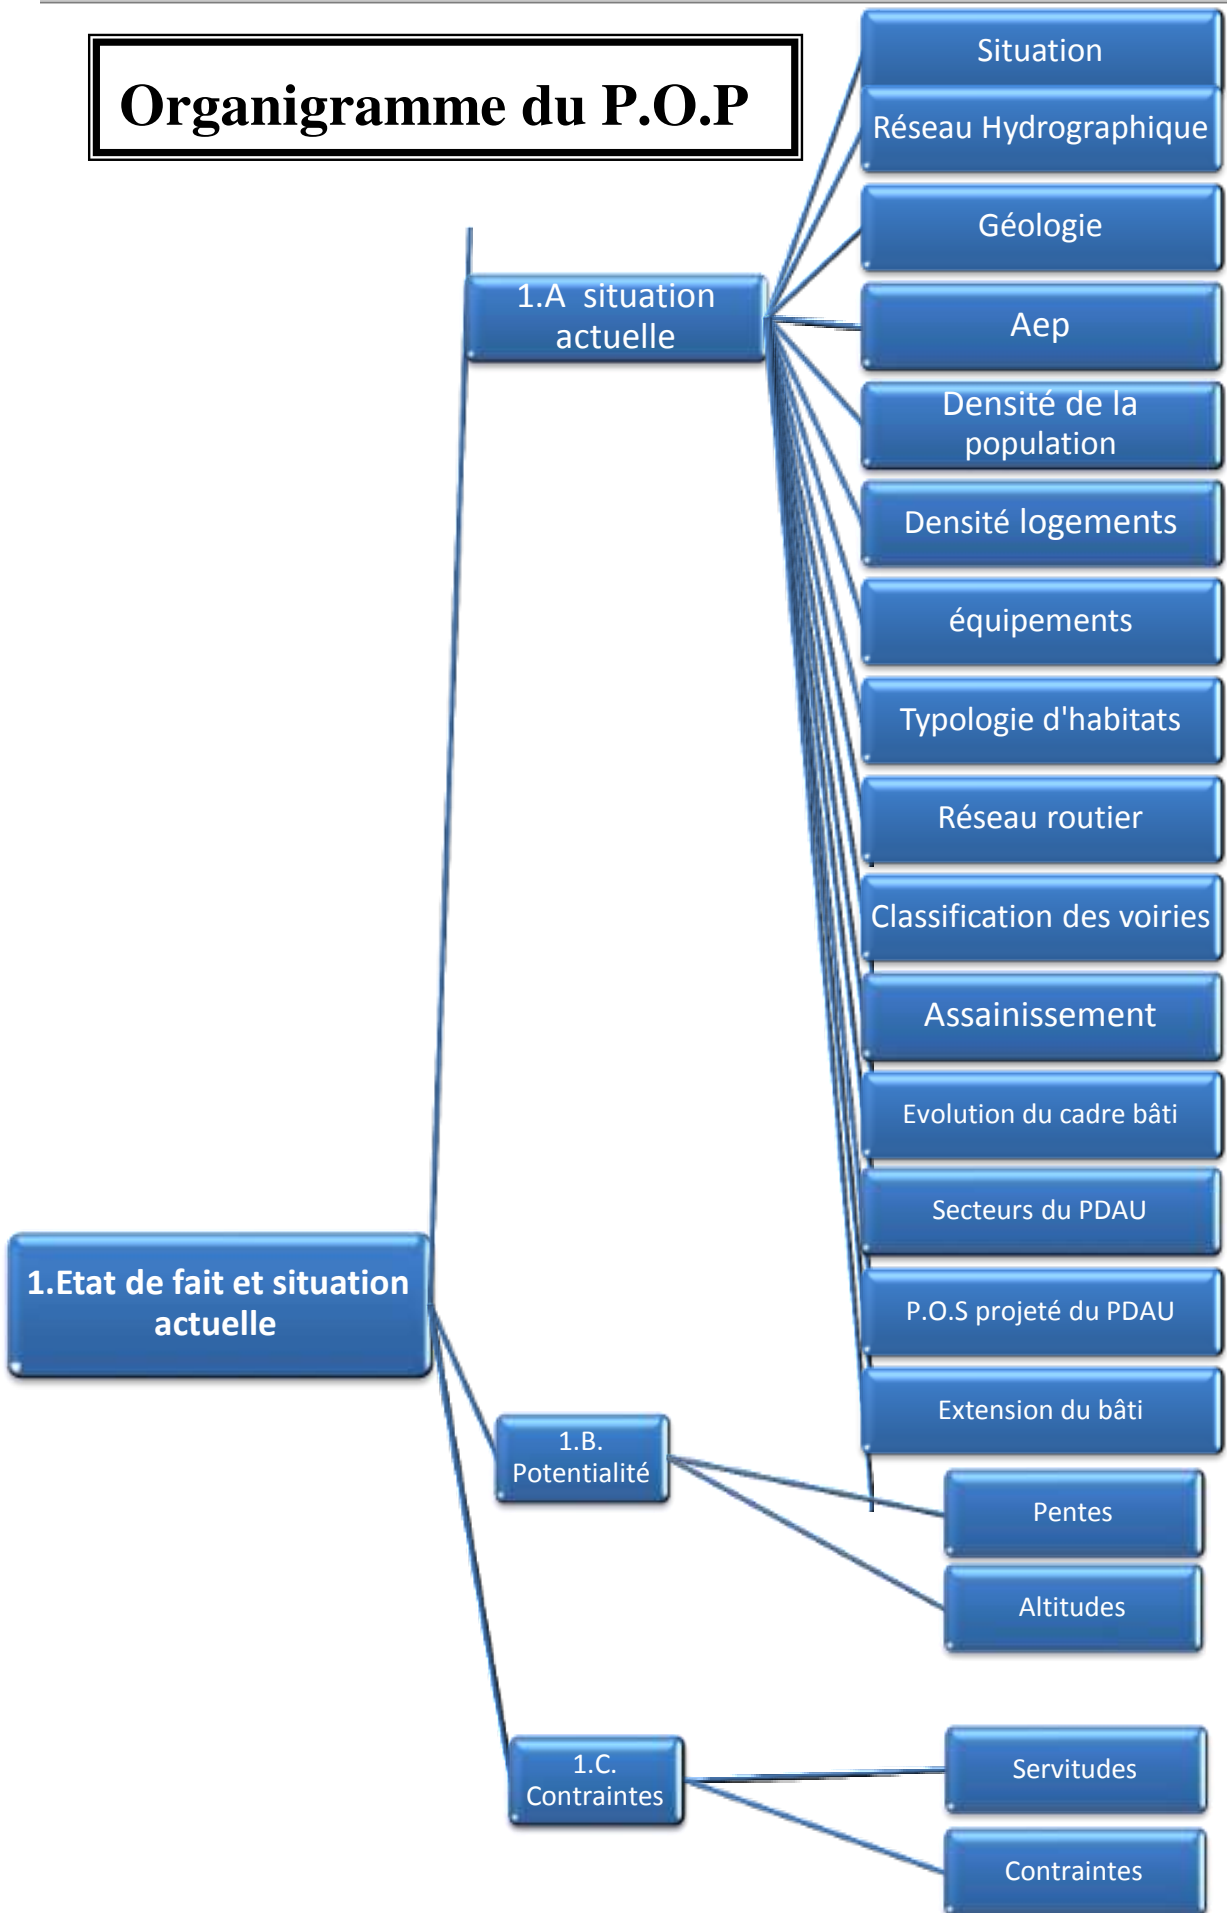 Organigramme du P.O.P
Situation
Réseau Hydrographique
Géologie
1.A situation
actuelle
Aep
Densité de la
population
Densité logements
équipements
Typologie d'habitats
Réseau routier
Classification des voiries
Assainissement
Evolution du cadre bâti
Secteurs du PDAU
P.O.S projeté du PDAU
Extension du bâti
1.Etat de fait et situation
actuelle
1.B.
Potentialité
Pentes
Altitudes
1.C.
Contraintes
Servitudes
Contraintes